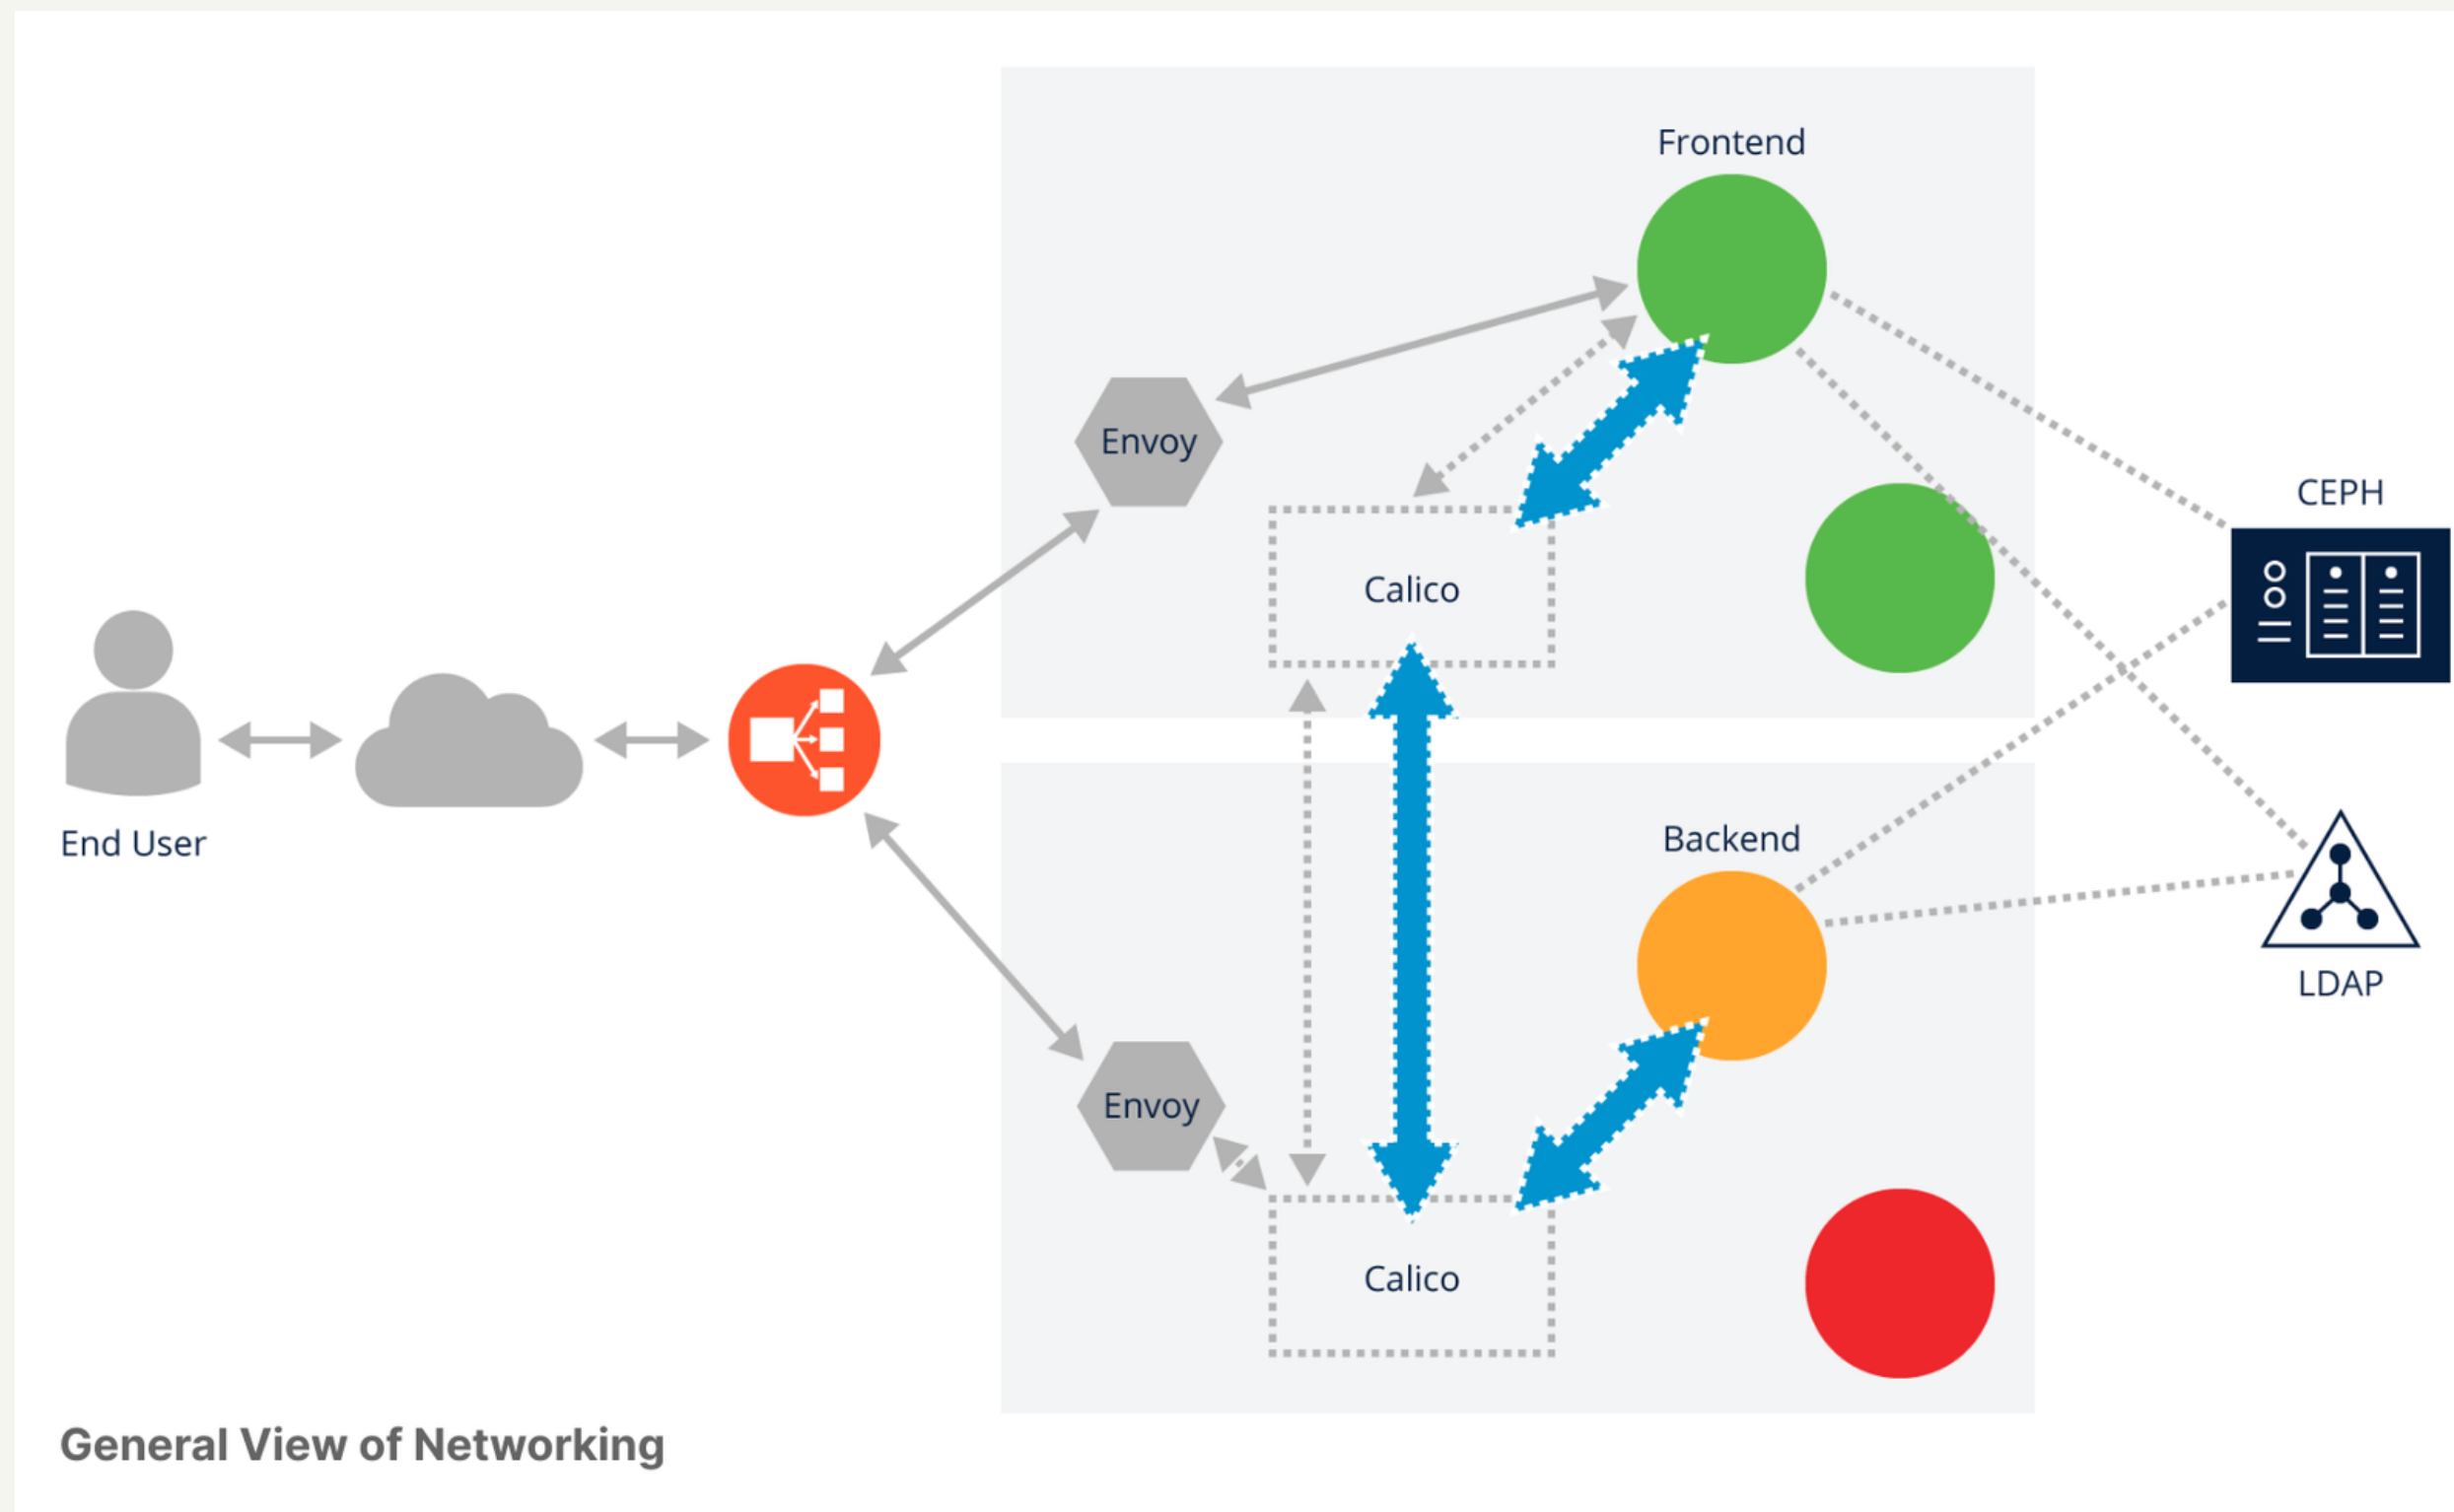 Frontend
Envoy
CEPH
Calico
End User
Backend
LDAP
Envoy
Calico
General View of Networking